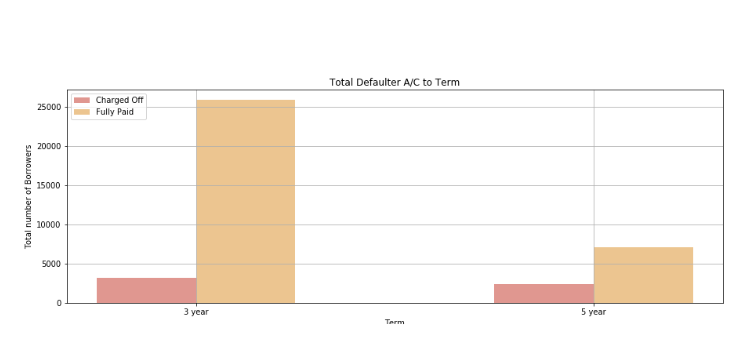 Total Defaulter A/C to Term
Charged Off
Fully Paid
Total number of Borrowers
25000
20000
15000
10000
5000
0
3 year
5 year
Term